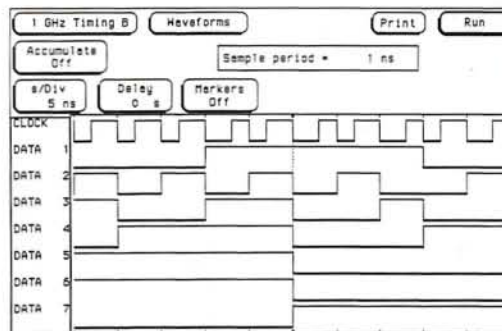 1 GHz Timing B Waveforms Print Run
Accumulate
Off
Sample period = 1 ns
s/Div
5 ns
Delay
0 s
Markers
Off
CLOCK
DATA 1
DATA 2
DATA 3
DATA 4
DATA 5
DATA 6
DATA 7